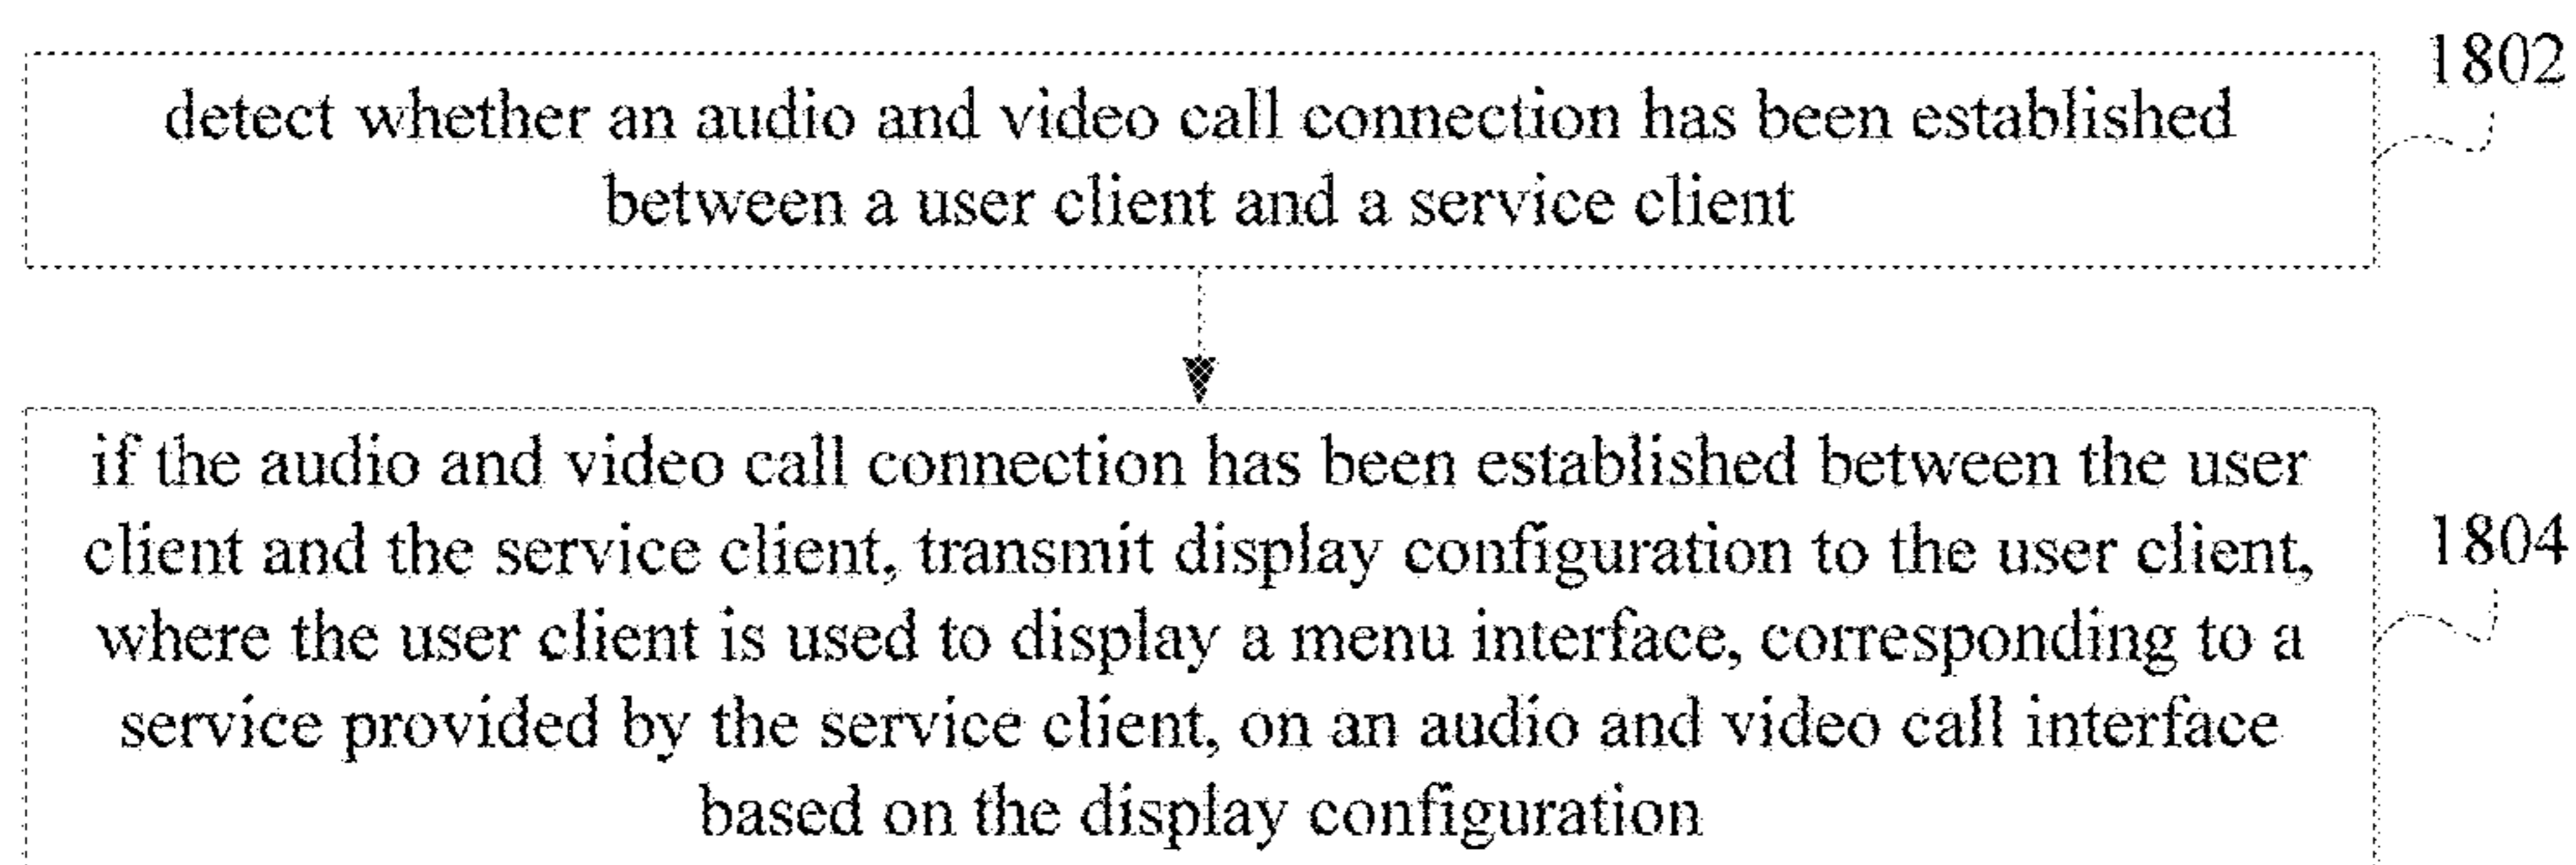 1802
detect whether an audio and video call connection has been established
between a user client and a service client
if the audio and video call connection has been established between the user
client and the service client, transmit display configuration to the user client,
1804
where the user client is used to display a menu interface, corresponding to a
service provided by the service client, on an audio and video call interface
based on the display configuration